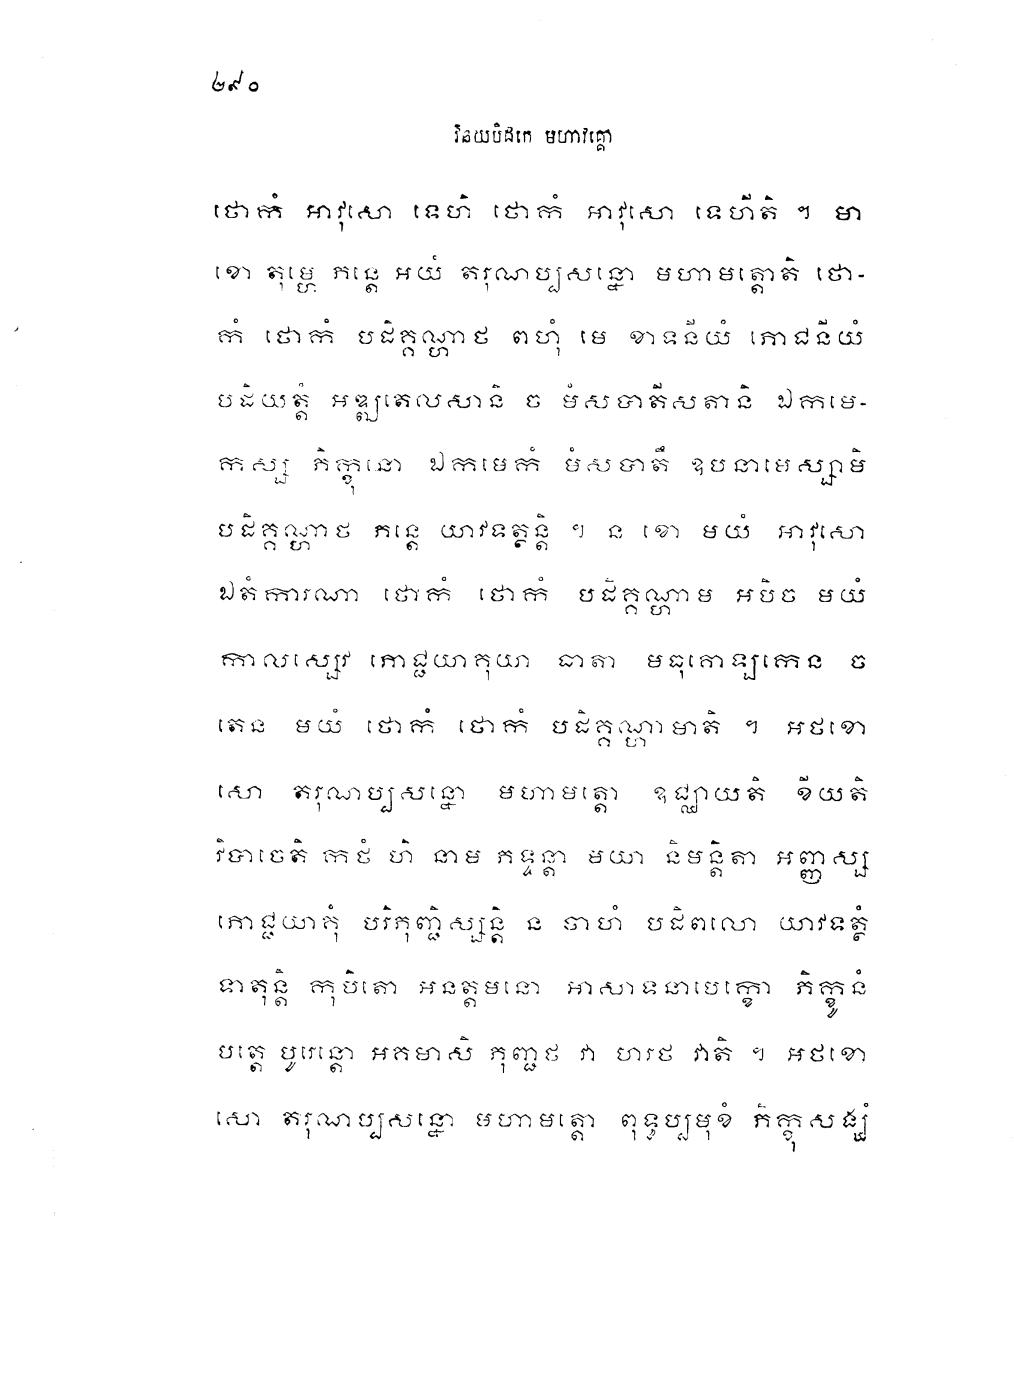 ២៩០
វិនយបិដកេ មហាវគ្គោ
ថោកំ អាវុសោ ទេហិ ថោកំ អាវុសោ ទេហីតិ ។ មា
ខោ តុម្ហេ ភន្តេ អយំ តរុណប្បសន្នោ មហាមត្តោតិ ថោ-
កំ ថោកំ បដិគ្គណ្ហាថ ពហុំ មេ ខាទនីយំ ភោជនីយំ
បដិយត្តំ អឌ្ឍតេលសានិ ច មំសបាតីសតានិ ឯកមេ-
កស្ស ភិក្ខុនោ ឯកមេកំ មំសបាតឹ ឧបនាមេស្សាមិ
បដិគ្គណ្ហាថ ភន្តេ យាវទត្ថន្តិ ។ ន ខោ មយំ អាវុសោ
ឯតំការណា ថោកំ ថោកំ បដិគ្គណ្ហាម អបិច មយំ
កាលស្សេវ ភោជ្ជយាគុយា ធាតា មធុគោឡកេន ច
តេន មយំ ថោកំ ថោកំ បដិគ្គណ្ហាមាតិ ។ អថខោ
សោ តរុណប្បសន្នោ មហាមត្តោ ឧជ្ឈាយតិ ខីយតិ
វិបាចេតិ កថំ ហិ នាម ភទ្ទន្តា មយា និមន្តិតា អញ្ញស្ស
ភោជ្ជយាគុំ បរិភុញ្ជិស្សន្តិ ន ចាហំ បដិពលោ យាវទត្ថំ
ទាតុន្តិ កុបិតោ អនត្តមនោ អាសាទនាបេក្ខោ ភិក្ខូនំ
បត្តេ បូរេន្តោ អគមាសិ ភុញ្ជថ វា ហរថ វាតិ ។ អថខោ
សោ តរុណប្បសន្នោ មហាមត្តោ ពុទ្ធប្បមុខំ ភិក្ខុសង្ឃំ